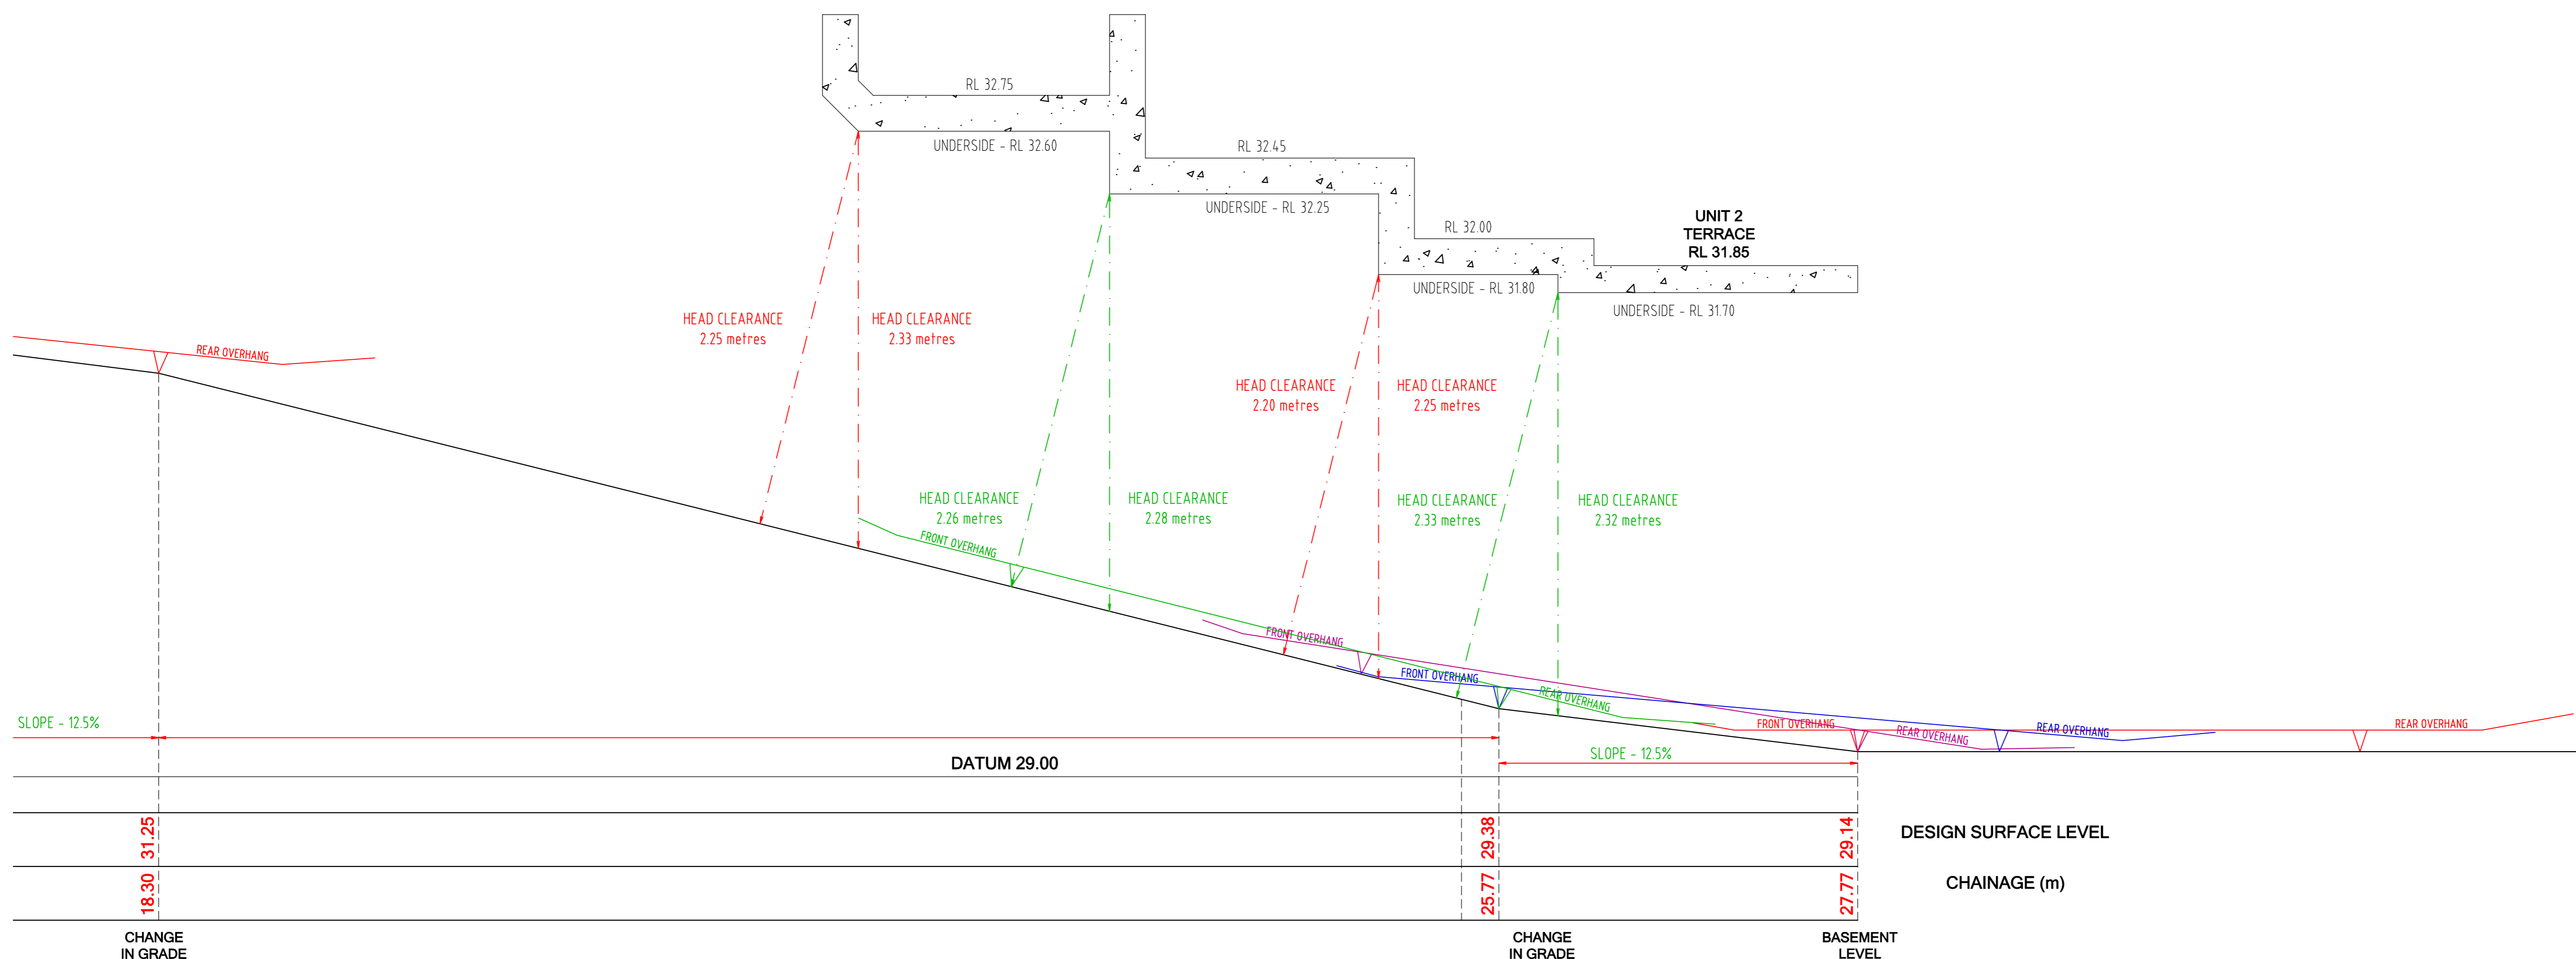 RL 32.75
UNDERSIDE - RL 32.60
RL 32.45
UNDERSIDE - RL 32.25
RL 32.00
UNDERSIDE - RL 31.80
UNIT 2
TERRACE
RL 31.85
UNDERSIDE - RL 31.70
HEAD CLEARANCE
2.25 metres
HEAD CLEARANCE
2.33 metres
REAR OVERHANG
HEAD CLEARANCE
2.20 metres
HEAD CLEARANCE
2.25 metres
HEAD CLEARANCE
2.26 metres
HEAD CLEARANCE
2.28 metres
HEAD CLEARANCE
2.33 metres
HEAD CLEARANCE
2.32 metres
FRONT OVERHANG
FRONT OVERHANG
FRONT OVERHANG
REAR OVERHANG
FRONT OVERHANG
REAR OVERHANG
REAR OVERHANG
REAR OVERHANG
SLOPE - 12.5%
DATUM 29.00
SLOPE - 12.5%
31.25
29.38
29.14
DESIGN SURFACE LEVEL
18.30
25.77
27.77
CHAINAGE (m)
CHANGE
IN GRADE
CHANGE
IN GRADE
BASEMENT
LEVEL